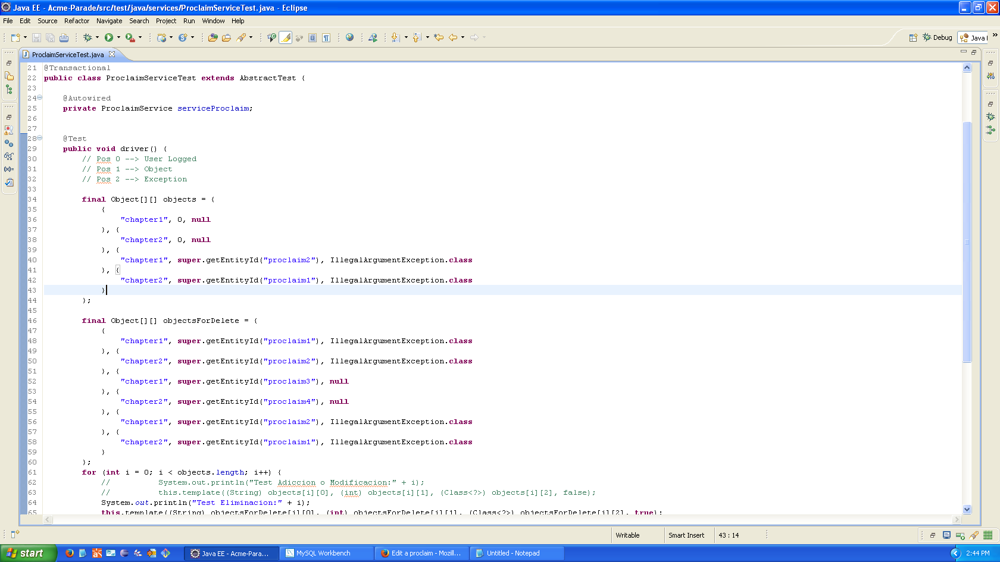 Java EE - Acme-Parade/src/test/java/services/ProclaimServiceTest.java - Eclipse
File Edit Source Refactor Navigate Search Project Run Window Help
Debug Java
ProclaimServiceTest.java
21 @Transactional
22 public class ProclaimServiceTest extends AbstractTest {
23
24 @Autowired
25 private ProclaimService serviceProclaim;
26
27
28 @Test
29 public void driver() {
30 // Pos 0 --> User Logged
31 // Pos 1 --> Object
32 // Pos 2 --> Exception
33
34 final Object[][] objects = {
35 {
36 "chapter1", 0, null
37 }, {
38 "chapter2", 0, null
39 }, {
40 "chapter1", super.getEntityId("proclaim2"), IllegalArgumentException.class
41 }, {
42 "chapter2", super.getEntityId("proclaim1"), IllegalArgumentException.class
43 }
44 };
45
46 final Object[][] objectsForDelete = {
47 {
48 "chapter1", super.getEntityId("proclaim1"), IllegalArgumentException.class
49 }, {
50 "chapter2", super.getEntityId("proclaim2"), IllegalArgumentException.class
51 }, {
52 "chapter1", super.getEntityId("proclaim3"), null
53 }, {
54 "chapter2", super.getEntityId("proclaim4"), null
55 }, {
56 "chapter1", super.getEntityId("proclaim2"), IllegalArgumentException.class
57 }, {
58 "chapter2", super.getEntityId("proclaim1"), IllegalArgumentException.class
59 }
60 };
61 for (int i = 0; i < objects.length; i++) {
62 // System.out.println("Test Adiccion o Modificacion:" + i);
63 // this.template((String) objects[i][0], (int) objects[i][1], (Class<?>) objects[i][2], false);
64 System.out.println("Test Eliminacion:" + i);
65 this.template((String) objectsForDelete[i][0], (int) objectsForDelete[i][1], (Class<?>) objectsForDelete[i][2], true);
Writable Smart Insert 43 : 14
start Java EE - Acme-Para... MySQL Workbench Edit a proclaim - Mozil... Untitled - Notepad 2:44 PM